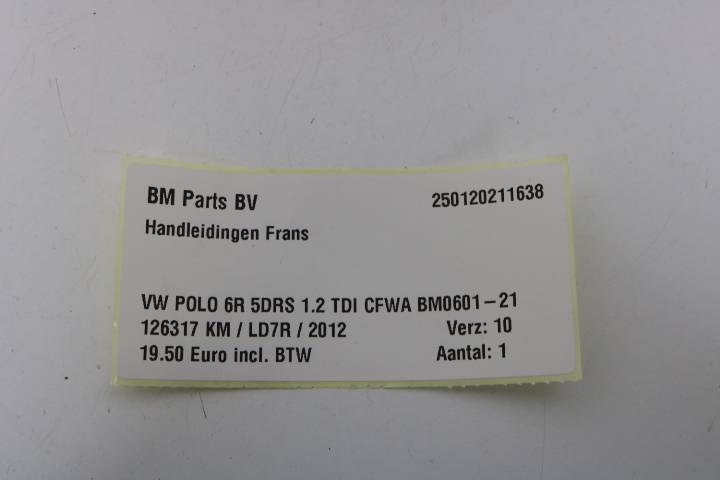 BM Parts BV 250120211638
Handleidingen Frans
VW POLO 6R 5DRS 1.2 TDI CFWA BM0601-21
126317 KM / LD7R / 2012 Verz: 10
19.50 Euro incl. BTW Aantal: 1